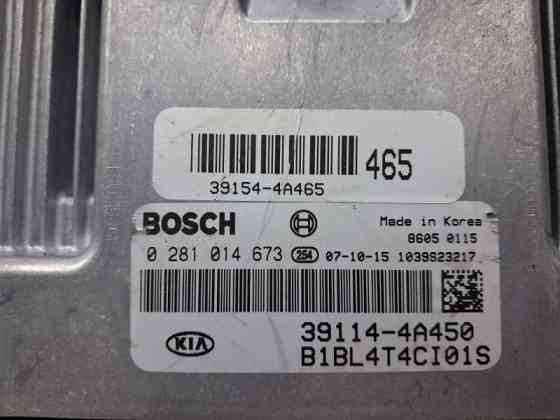 465
39154-4A465
BOSCH
Made in Korea
8605 0115
0 281 014 673 254 07-10-15 1039S23217
KIA
39114-4A450
B1BL4T4CI01S